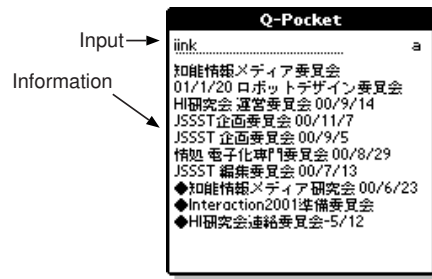 Q-Pocket
Input
iink a
Information
知能情報メディア委員会
01/1/20 ロボットデザイン委員会
HI研究会 運営委員会 00/9/14
JSSST企画委員会 00/11/7
JSSST 企画委員会 00/9/5
情処 電子化専門委員会 00/8/29
JSSST 編集委員会 00/7/13
◆知能情報メディア研究会 00/6/23
◆Interaction2001準備委員会
◆HI研究会連絡委員会-5/12